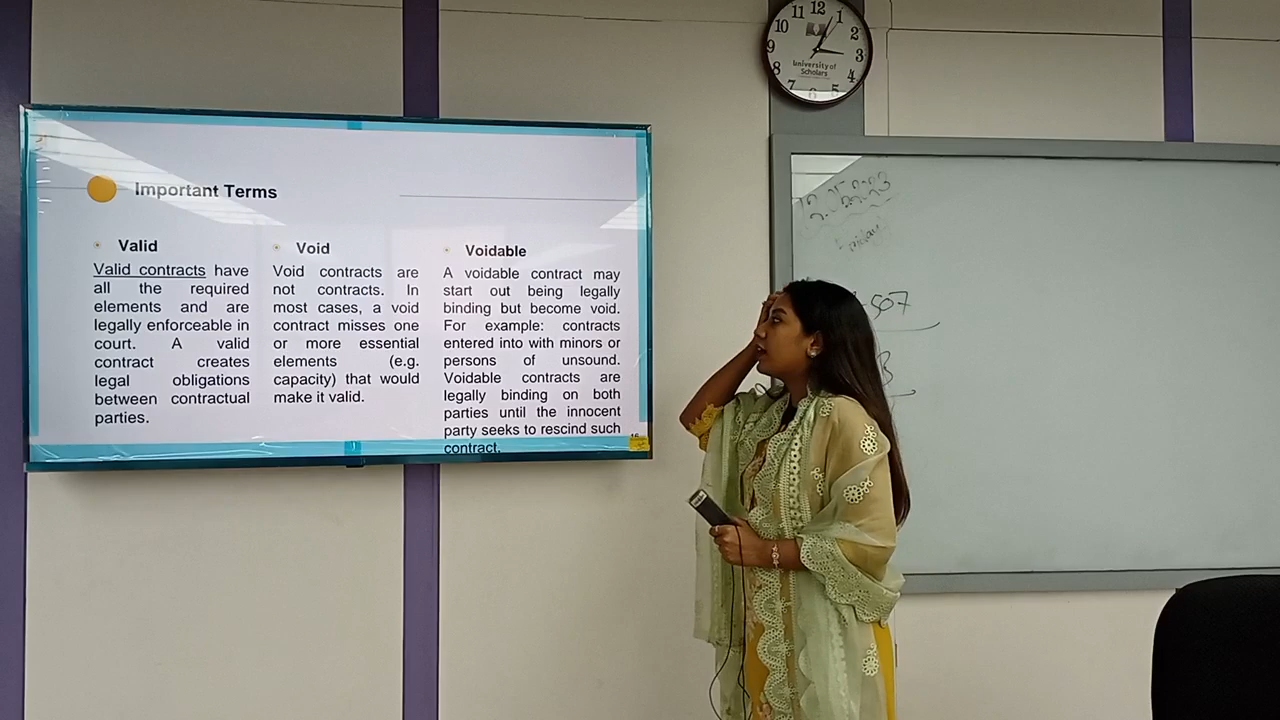 Important Terms
Valid
Valid contracts have
all the required
elements and are
legally enforceable in
court. A valid
contract creates
legal obligations
between contractual
parties.
Void
Void contracts are
not contracts. In
most cases, a void
contract misses one
or more essential
elements (e.g.
capacity) that would
make it valid.
Voidable
A voidable contract may
start out being legally
binding but become void.
For example: contracts
entered into with minors or
persons of unsound.
Voidable contracts are
legally binding on both
parties until the innocent
party seeks to rescind such
contract.
12
1
2
3
4
5
6
7
8
9
10
11
University of
Scholars
507